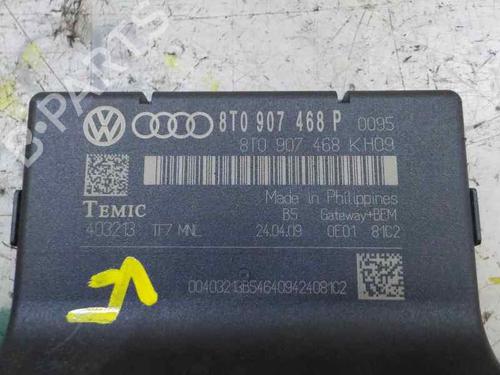 B-PARTS
8T0 907 468 P 0095
8T0 907 468 KH09
Made in Philippines
TEMIC B5 Gateway+BEM
403213 TF7 MNL 24.04.09 0E01 81C2
00403213B546409424081C2